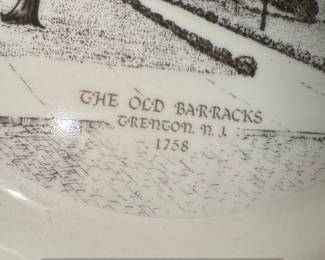 THE OLD BARRACKS
TRENTON, N. J.
1758